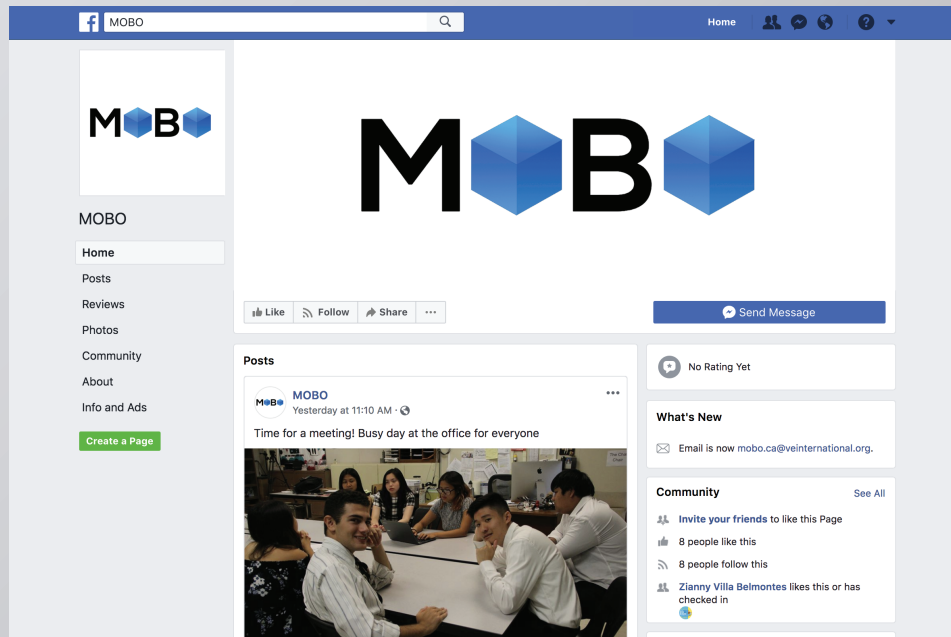 MOBO
Home
MOBO
MOBO
MOBO
Home
Posts
Reviews
Photos
Community
About
Info and Ads
Create a Page
Like
Follow
Share
...
Send Message
Posts
MOBO
MOBO
Yesterday at 11:10 AM ·
Time for a meeting! Busy day at the office for everyone
No Rating Yet
What's New
Email is now mobo.ca@veinternational.org.
Community
See All
Invite your friends to like this Page
8 people like this
8 people follow this
Zianny Villa Belmontes likes this or has
checked in